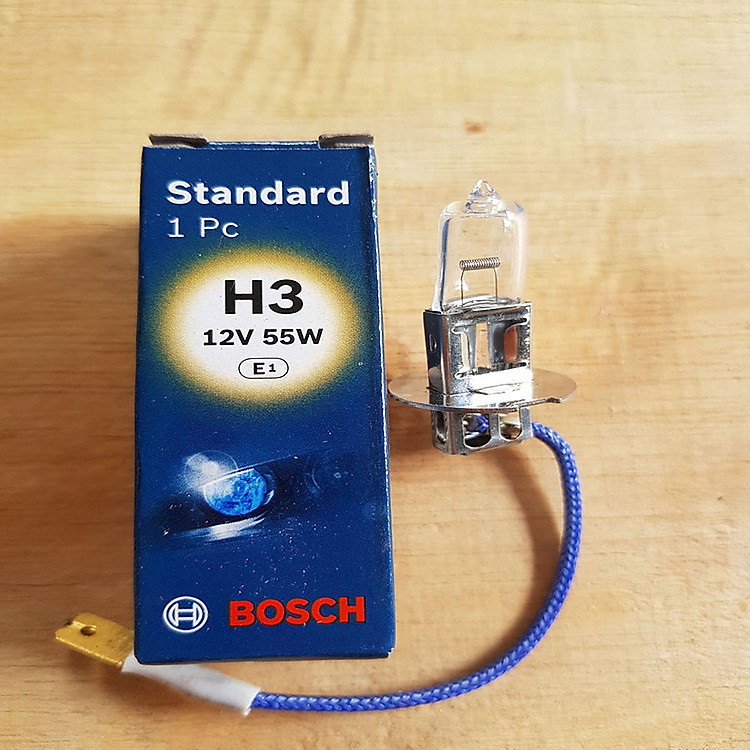 Standard
1 Pc
H3
12V 55W
E1
BOSCH